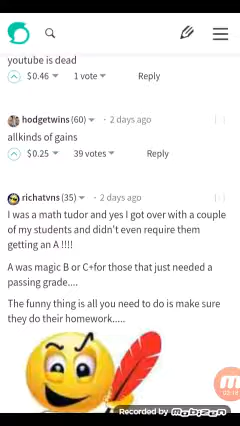 youtube is dead
$0.46 1 vote Reply
hodgetwins (60) · 2 days ago
allkinds of gains
$0.25 39 votes Reply
richatvns (35) · 2 days ago
I was a math tudor and yes I got over with a couple
of my students and didn't even require them
getting an A !!!!
A was magic B or C+for those that just needed a
passing grade....
The funny thing is all you need to do is make sure
they do their homework.....
Recorded by mobizen